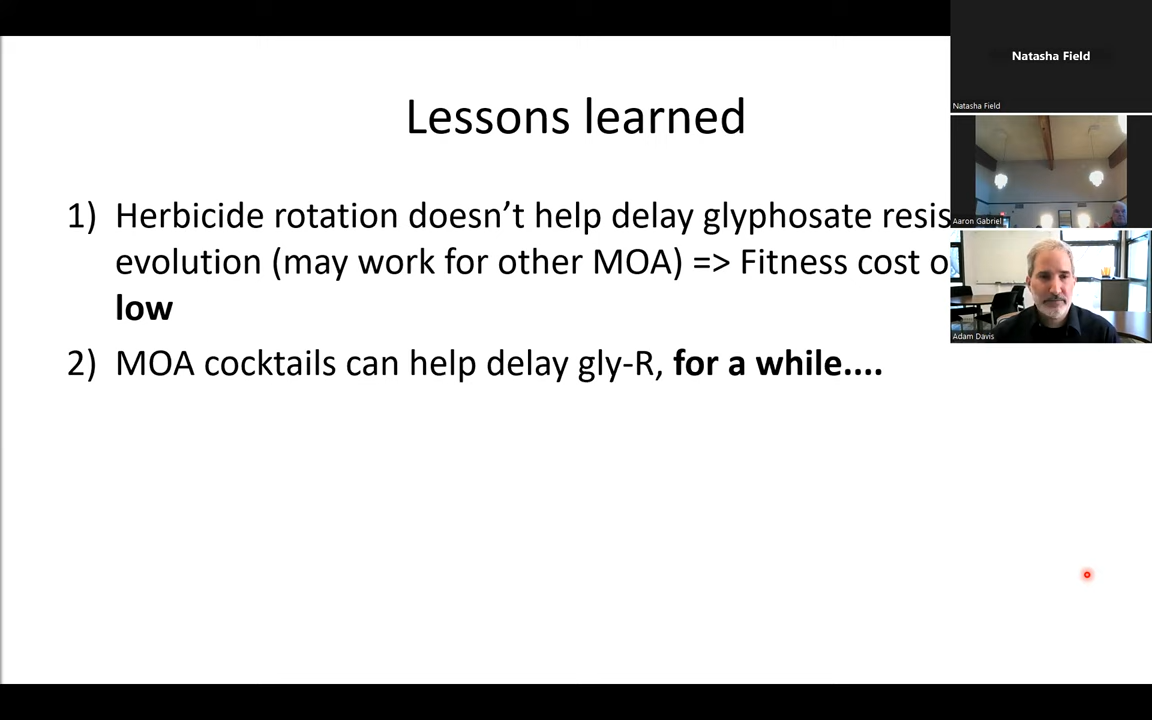 Lessons learned
1) Herbicide rotation doesn’t help delay glyphosate
evolution (may work for other MOA) => Fitness cost
low
2) MOA cocktails can help delay gly-R, for a while....
Natasha Field
Natasha Field
Aaron Gabriel
Adam Davis